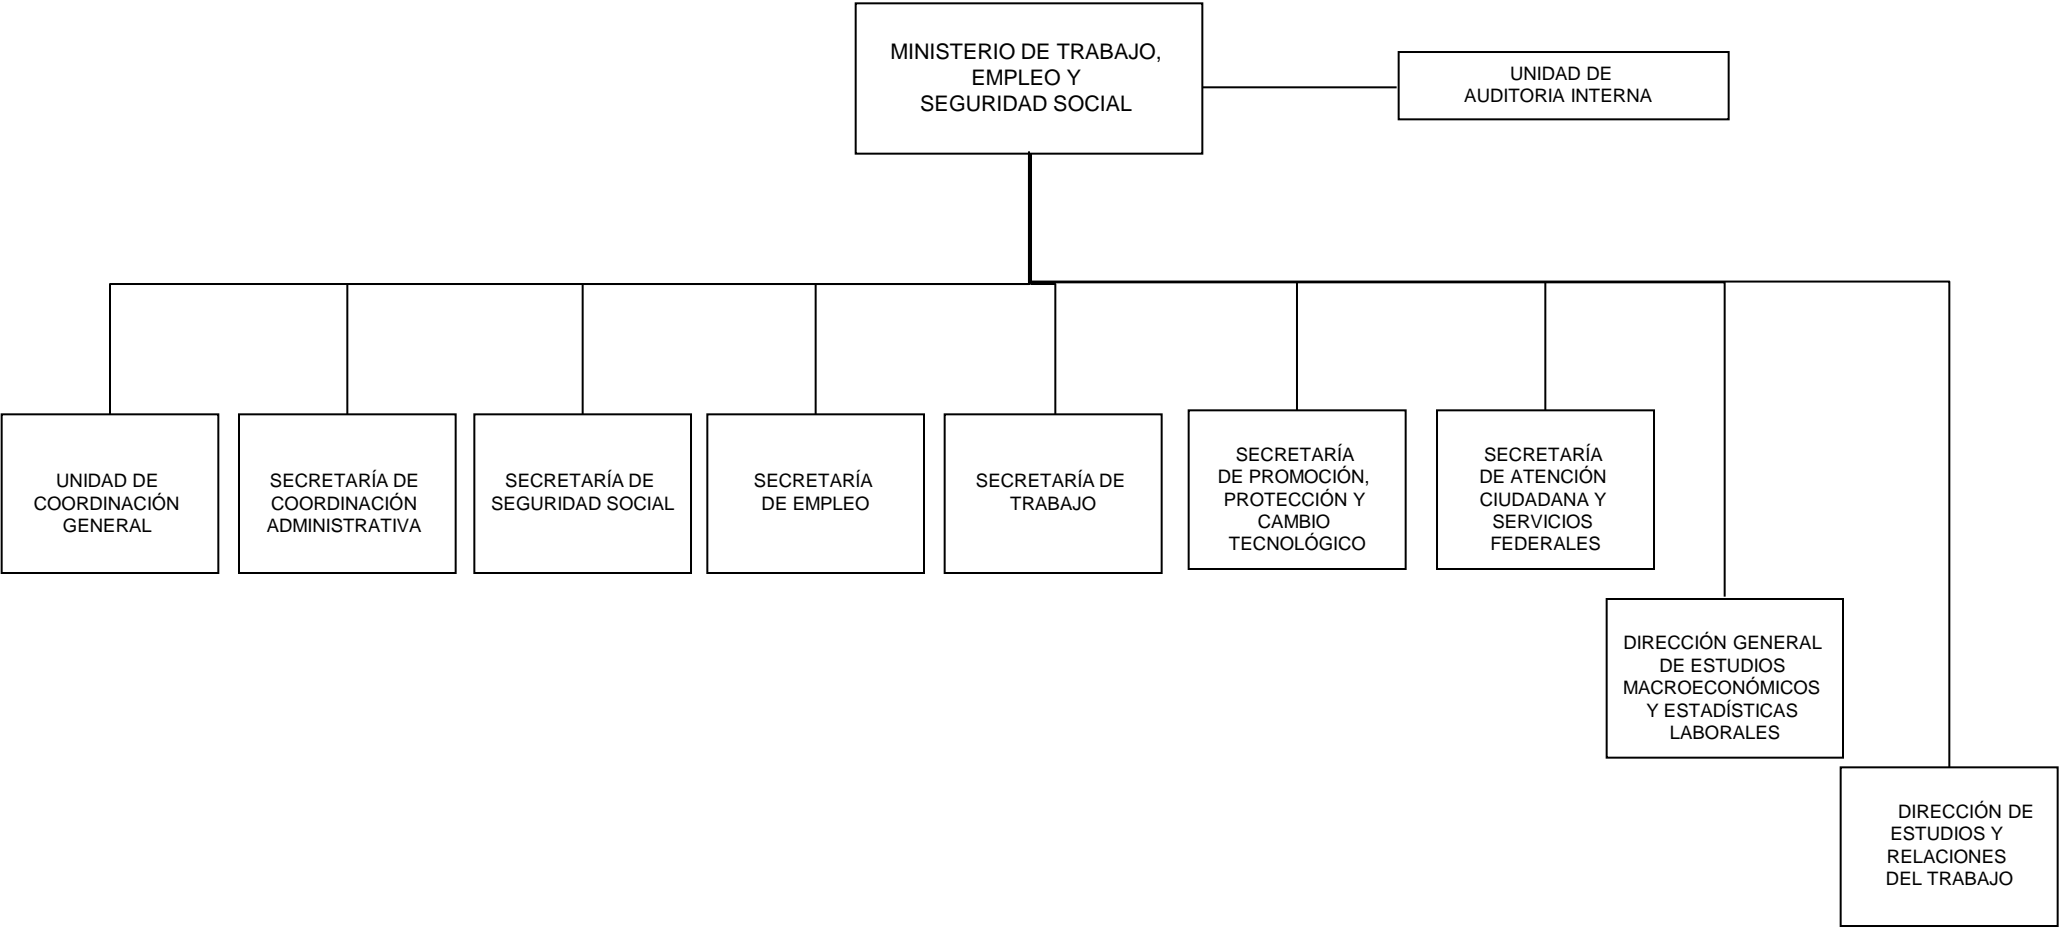 MINISTERIO DE TRABAJO,
EMPLEO Y
SEGURIDAD SOCIAL
UNIDAD DE
AUDITORIA INTERNA
UNIDAD DE
COORDINACIÓN
GENERAL
SECRETARÍA DE
COORDINACIÓN
ADMINISTRATIVA
SECRETARÍA DE
SEGURIDAD SOCIAL
SECRETARÍA
DE EMPLEO
SECRETARÍA DE
TRABAJO
SECRETARÍA
DE PROMOCIÓN,
PROTECCIÓN Y
CAMBIO
TECNOLÓGICO
SECRETARÍA
DE ATENCIÓN
CIUDADANA Y
SERVICIOS
FEDERALES
DIRECCIÓN GENERAL
DE ESTUDIOS
MACROECONÓMICOS
Y ESTADÍSTICAS
LABORALES
DIRECCIÓN DE
ESTUDIOS Y
RELACIONES
DEL TRABAJO